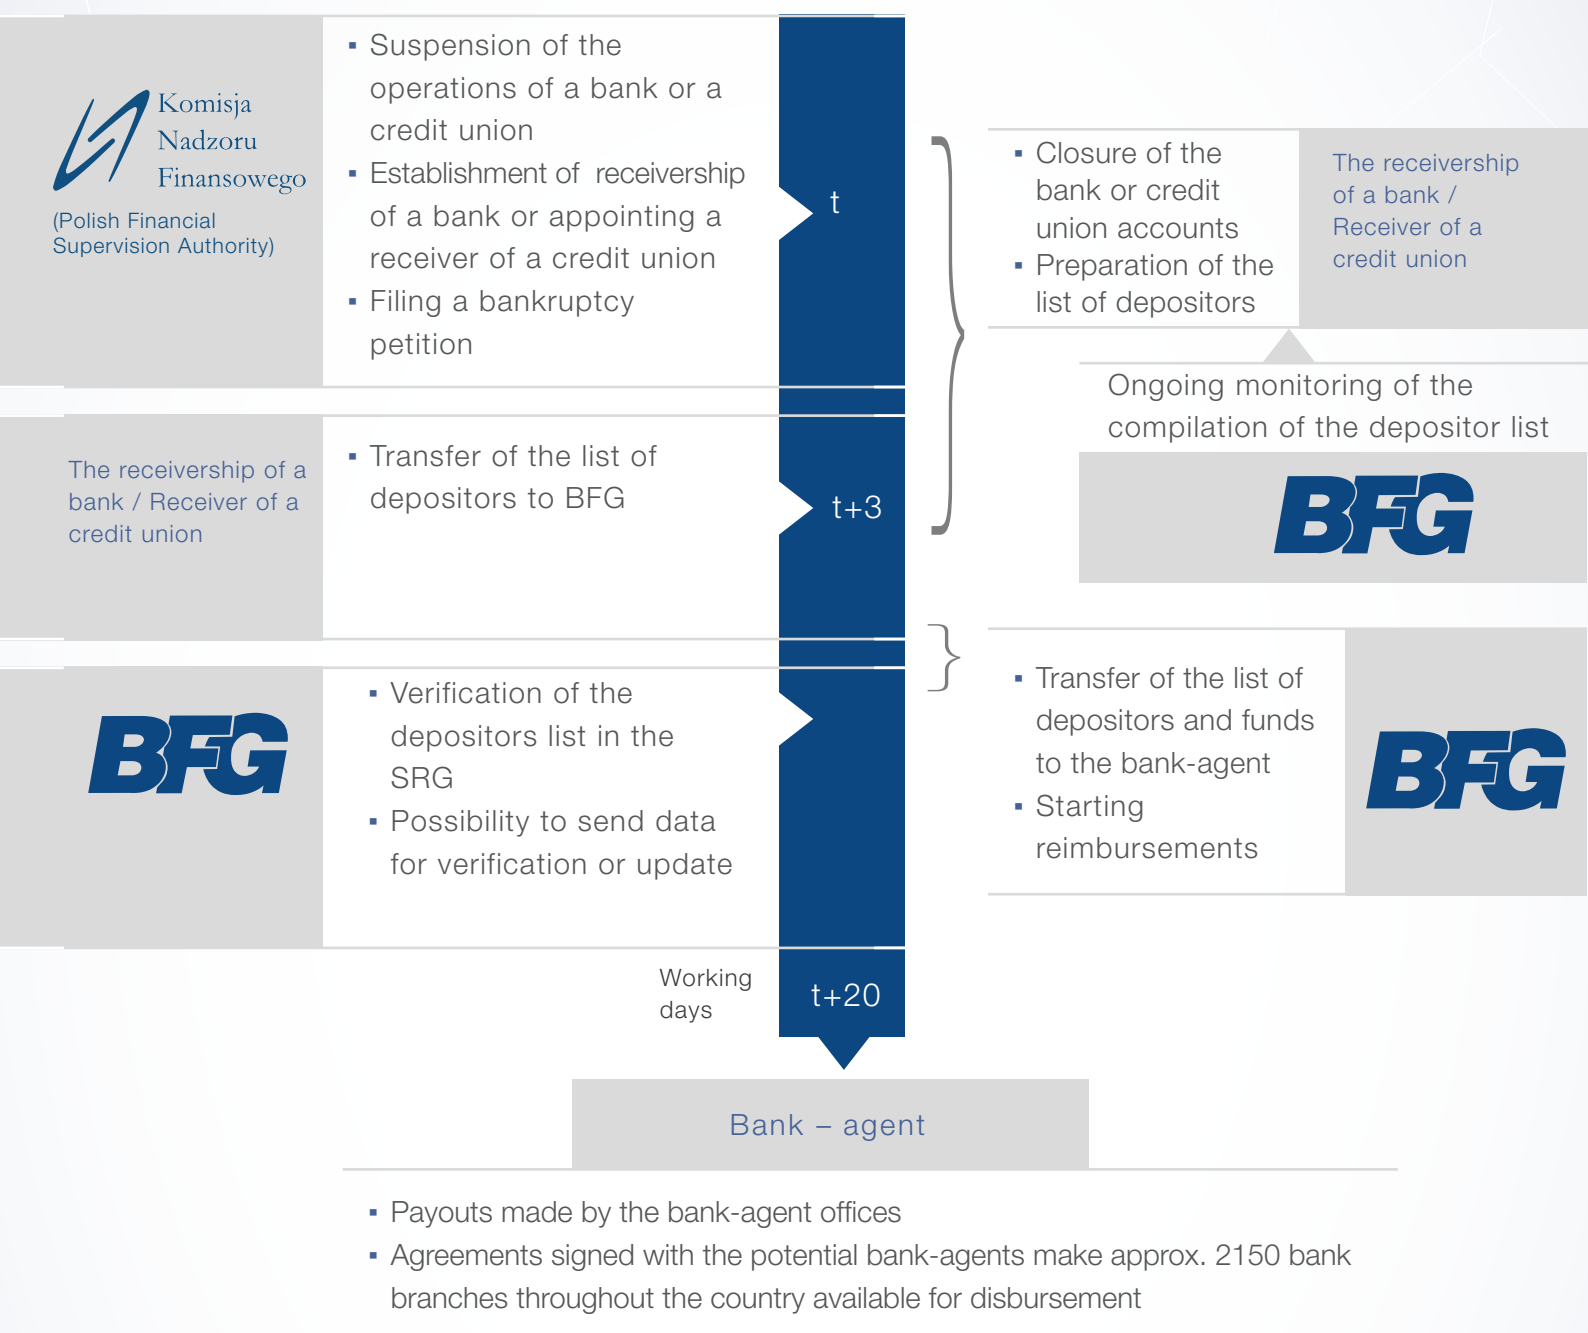 Komisja
Nadzoru
Finansowego
(Polish Financial
Supervision Authority)
▪ Suspension of the
operations of a bank or a
credit union
▪ Establishment of receivership
of a bank or appointing a
receiver of a credit union
▪ Filing a bankruptcy
petition
t
▪ Closure of the
bank or credit
union accounts
▪ Preparation of the
list of depositors
The receivership
of a bank /
Receiver of a
credit union
Ongoing monitoring of the
compilation of the depositor list
BFG
The receivership of a
bank / Receiver of a
credit union
▪ Transfer of the list of
depositors to BFG
t+3
BFG
▪ Verification of the
depositors list in the
SRG
▪ Possibility to send data
for verification or update
▪ Transfer of the list of
depositors and funds
to the bank-agent
▪ Starting
reimbursements
BFG
Working
days
t+20
Bank – agent
▪ Payouts made by the bank-agent offices
▪ Agreements signed with the potential bank-agents make approx. 2150 bank
branches throughout the country available for disbursement